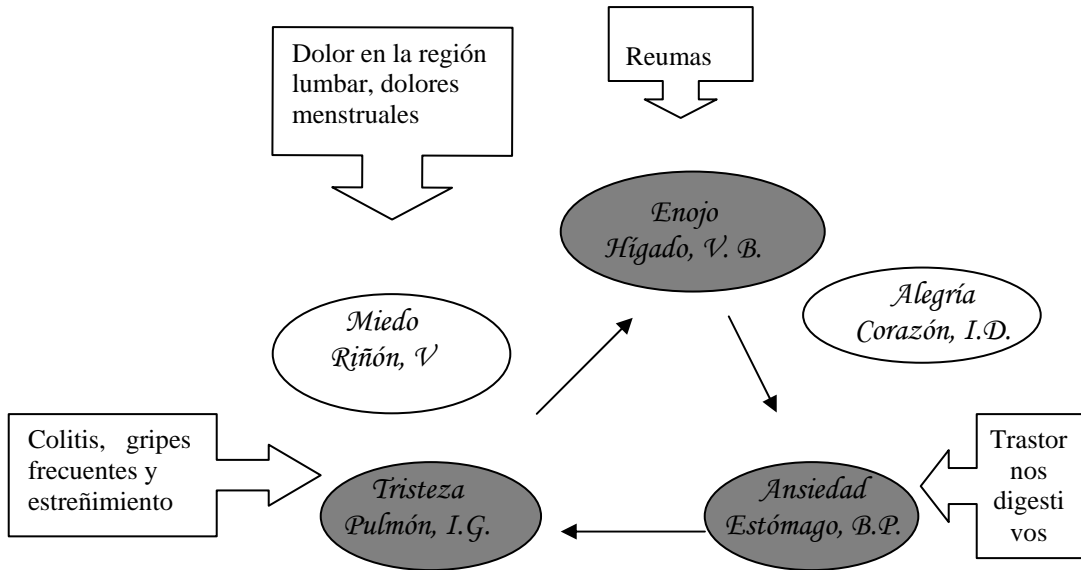 Dolor en la región
lumbar, dolores
menstruales
Reumas
Enojo
Hígado, V. B.
Alegría
Corazón, I.D.
Miedo
Riñón, V
Colitis, gripes
frecuentes y
estreñimiento
Tristeza
Pulmón, I.G.
Ansiedad
Estómago, B.P.
Trastor
nos
digesti
vos